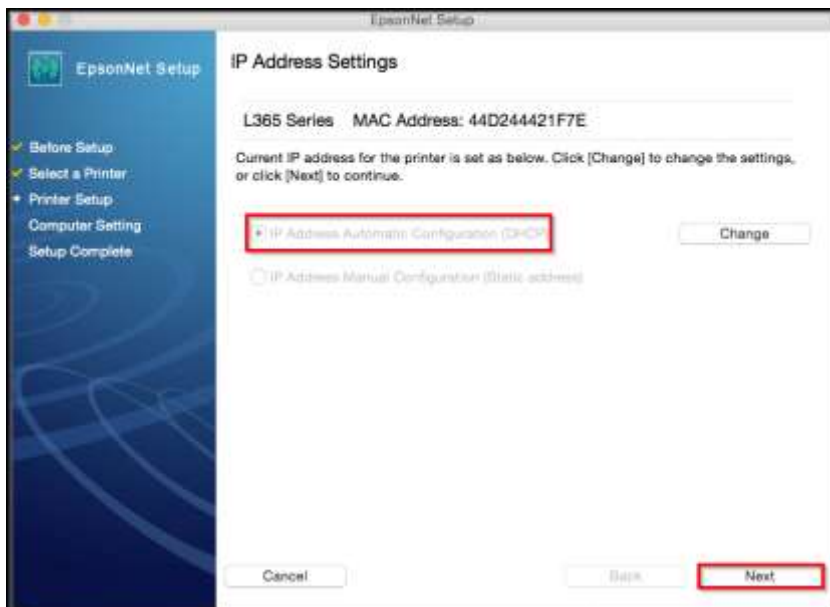 EpsonNet Setup
EpsonNet Setup
Before Setup
Select a Printer
Printer Setup
Computer Setting
Setup Complete
IP Address Settings
L365 Series MAC Address: 44D244421F7E
Current IP address for the printer is set as below. Click [Change] to change the settings,
or click [Next] to continue.
IP Address Automatic Configuration (DHCP)
Change
IP Address Manual Configuration (Static address)
Cancel
Back
Next